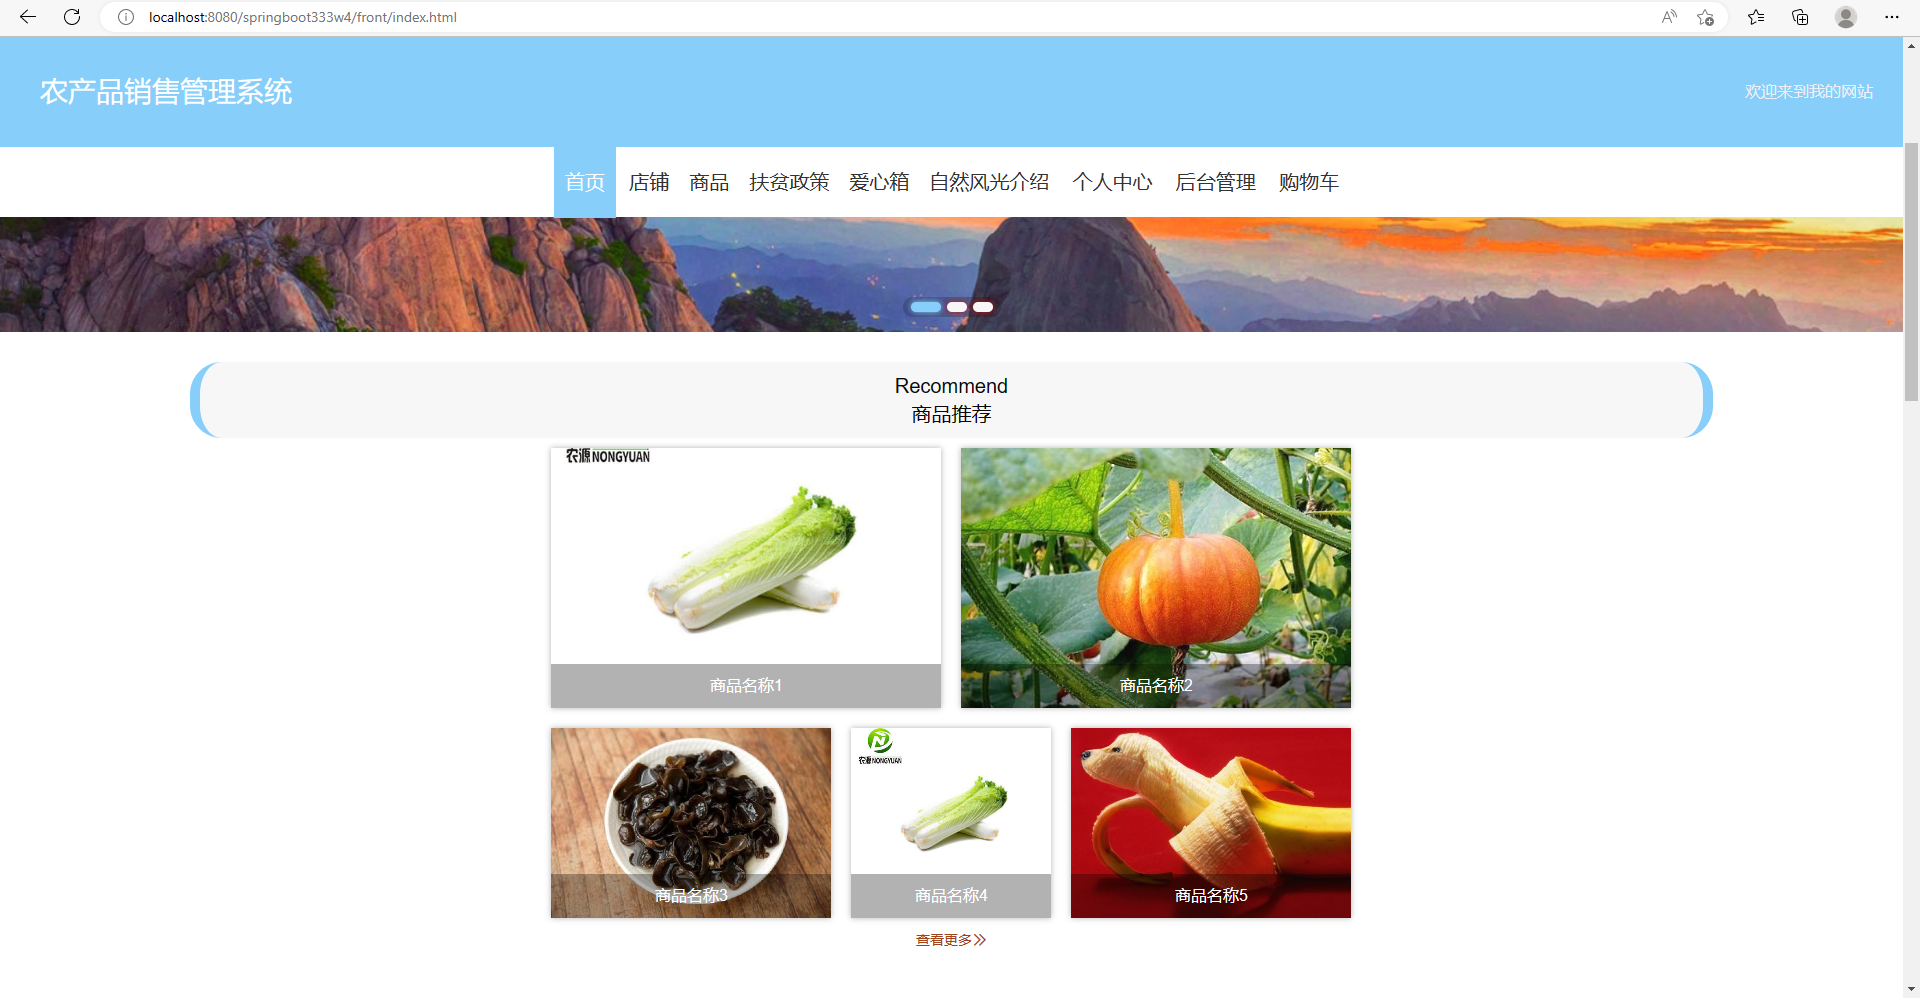 localhost:8080/springboot333w4/front/index.html
农产品销售管理系统
欢迎来到我的网站
首页 店铺 商品 扶贫政策 爱心箱 自然风光介绍 个人中心 后台管理 购物车
Recommend
商品推荐
农源NONGYUAN
商品名称1
商品名称2
农源NONGYUAN
商品名称3
商品名称4
商品名称5
查看更多